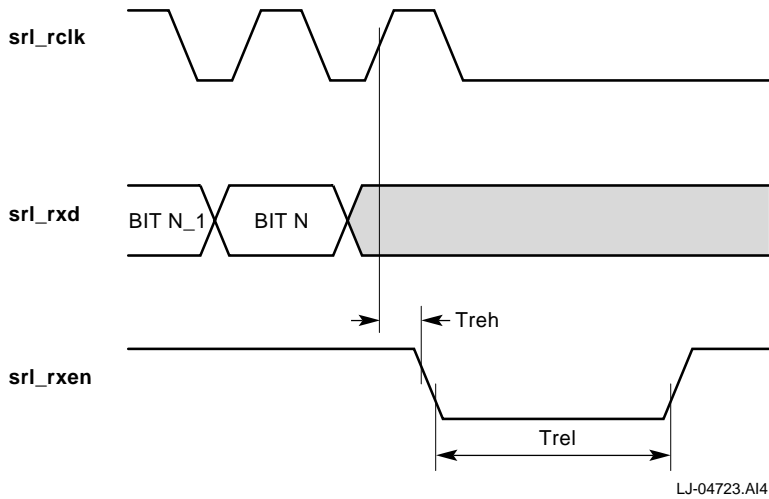 srl_rclk
srl_rxd
BIT N_1
BIT N
Treh
srl_rxen
Trel
LJ-04723.AI4